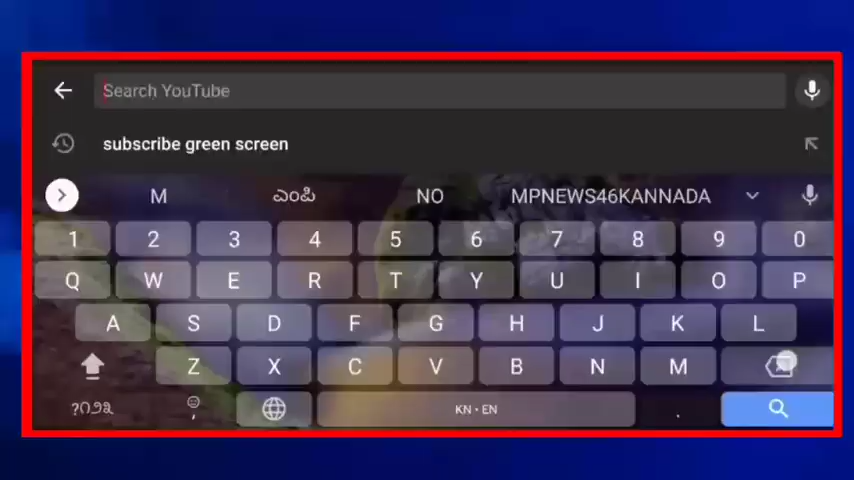 Search YouTube
subscribe green screen
M ಎಂಪಿ NO MPNEWS46KANNADA
1 2 3 4 5 6 7 8 9 0
Q W E R T Y U I O P
A S D F G H J K L
Z X C V B N M
?೧೨೩ , KN • EN .